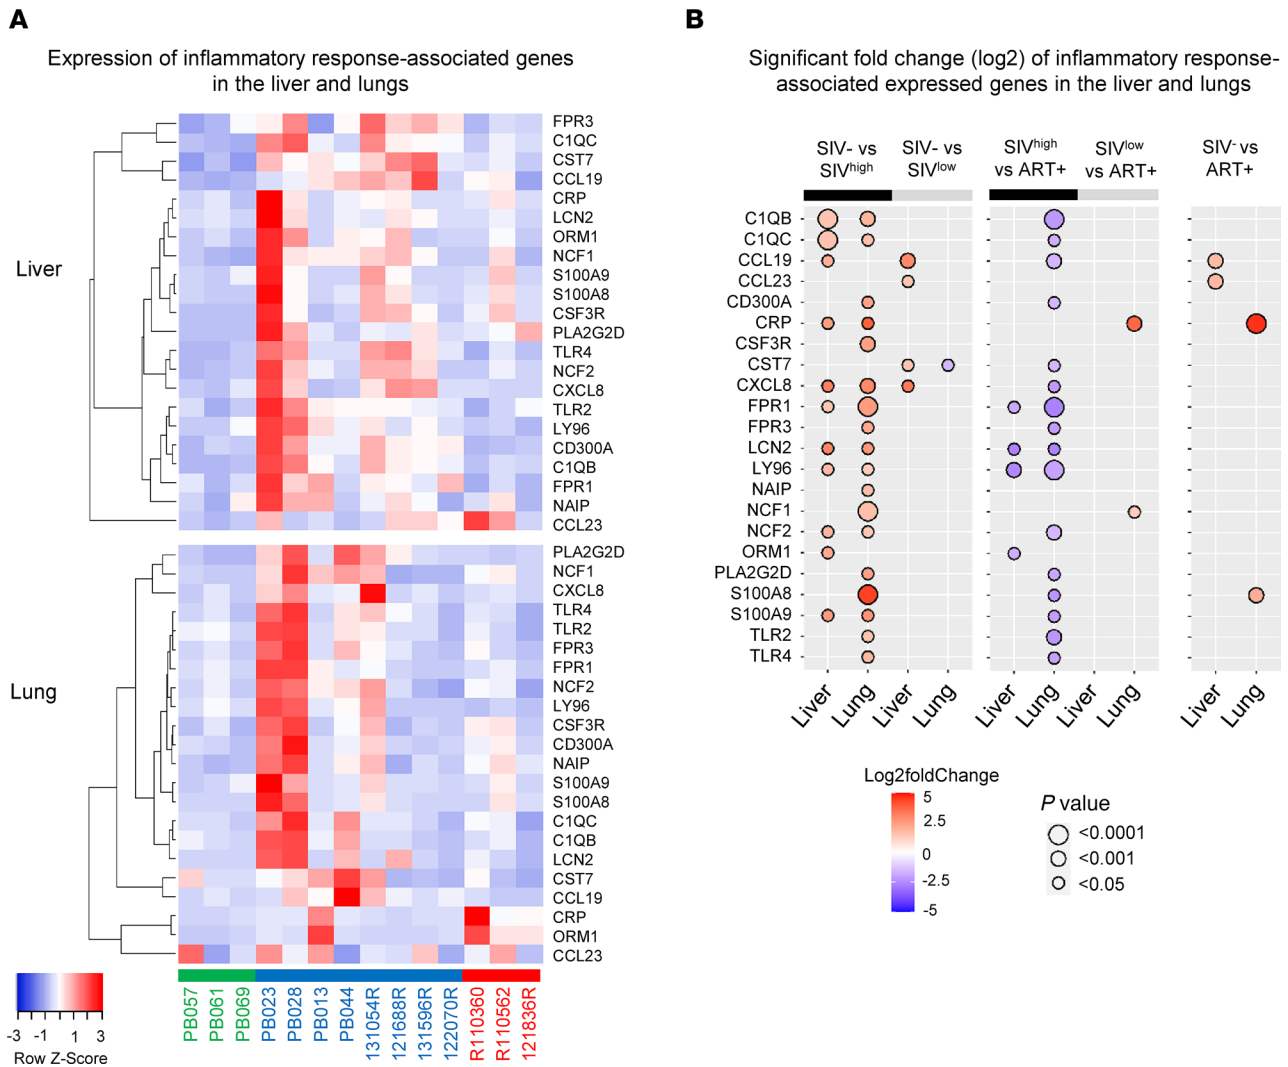 A
Expression of inflammatory response-associated genes
in the liver and lungs
Liver
FPR3
C1QC
CST7
CCL19
CRP
LCN2
ORM1
NCF1
S100A9
S100A8
CSF3R
PLA2G2D
TLR4
NCF2
CXCL8
TLR2
LY96
CD300A
C1QB
FPR1
NAIP
CCL23
Lung
PLA2G2D
NCF1
CXCL8
TLR4
TLR2
FPR3
FPR1
NCF2
LY96
CSF3R
CD300A
NAIP
S100A9
S100A8
C1QC
C1QB
LCN2
CST7
CCL19
CRP
ORM1
CCL23
PB057
PB061
PB069
PB023
PB028
PB013
PB044
131054R
121688R
131596R
122070R
R110360
R110562
121836R
-3 -1 1 3
Row Z-Score
B
Significant fold change (log2) of inflammatory response-
associated expressed genes in the liver and lungs
SIV- vs
SIVhigh
SIV- vs
SIVlow
SIVhigh
vs ART+
SIVlow
vs ART+
SIV- vs
ART+
C1QB
C1QC
CCL19
CCL23
CD300A
CRP
CSF3R
CST7
CXCL8
FPR1
FPR3
LCN2
LY96
NAIP
NCF1
NCF2
ORM1
PLA2G2D
S100A8
S100A9
TLR2
TLR4
Liver
Lung
Liver
Lung
Liver
Lung
Liver
Lung
Liver
Lung
Log2foldChange
5
2.5
0
-2.5
-5
P value
<0.0001
<0.001
<0.05